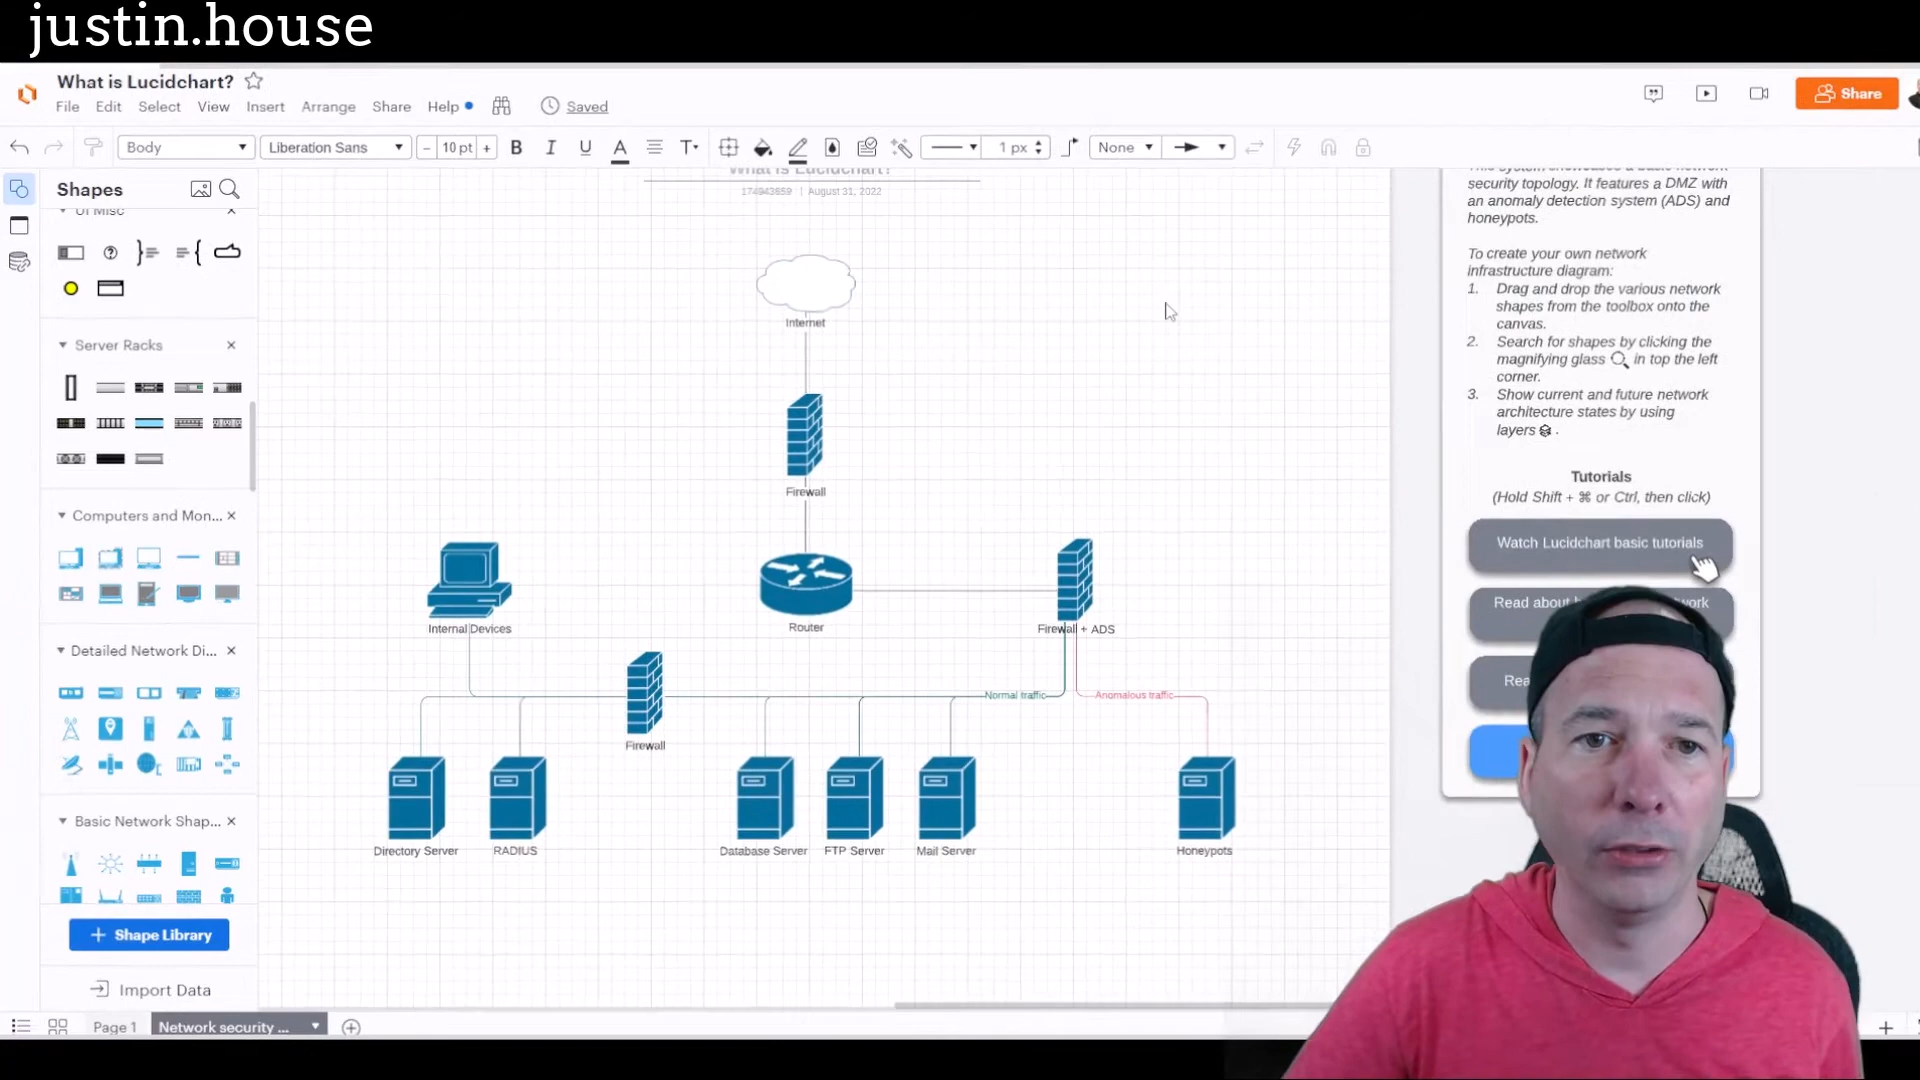 justin.house
What is Lucidchart?
File Edit Select View Insert Arrange Share Help Saved
Share
Body Liberation Sans − 10 pt + B I U A T 1 px None
Shapes
UI Misc
Server Racks
Computers and Mon...
Detailed Network Di...
Basic Network Shap...
+ Shape Library
Import Data
Page 1 Network security ...
What is Lucidchart?
174943659 | August 31, 2022
Internet
Firewall
Internal Devices
Router
Firewall + ADS
Normal traffic
Anomalous traffic
Firewall
Directory Server
RADIUS
Database Server
FTP Server
Mail Server
Honeypots
This system showcases a basic network
security topology. It features a DMZ with
an anomaly detection system (ADS) and
honeypots.
To create your own network
infrastructure diagram:
1. Drag and drop the various network
shapes from the toolbox onto the
canvas.
2. Search for shapes by clicking the
magnifying glass in top the left
corner.
3. Show current and future network
architecture states by using
layers .
Tutorials
(Hold Shift + ⌘ or Ctrl, then click)
Watch Lucidchart basic tutorials
Read about